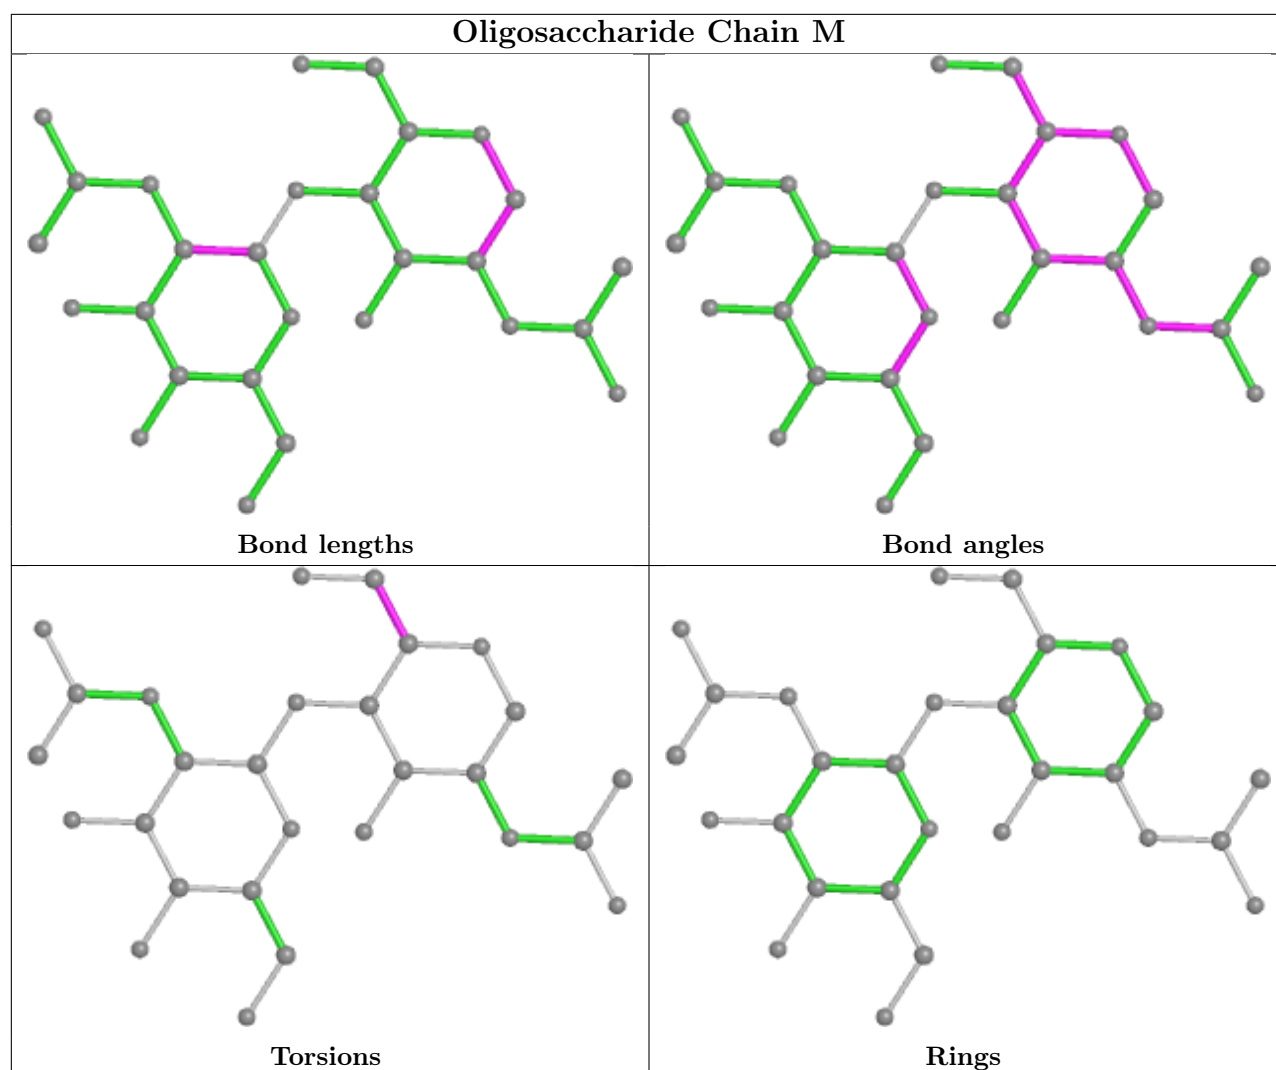 Oligosaccharide Chain M
Bond lengths
Bond angles
Torsions
Rings